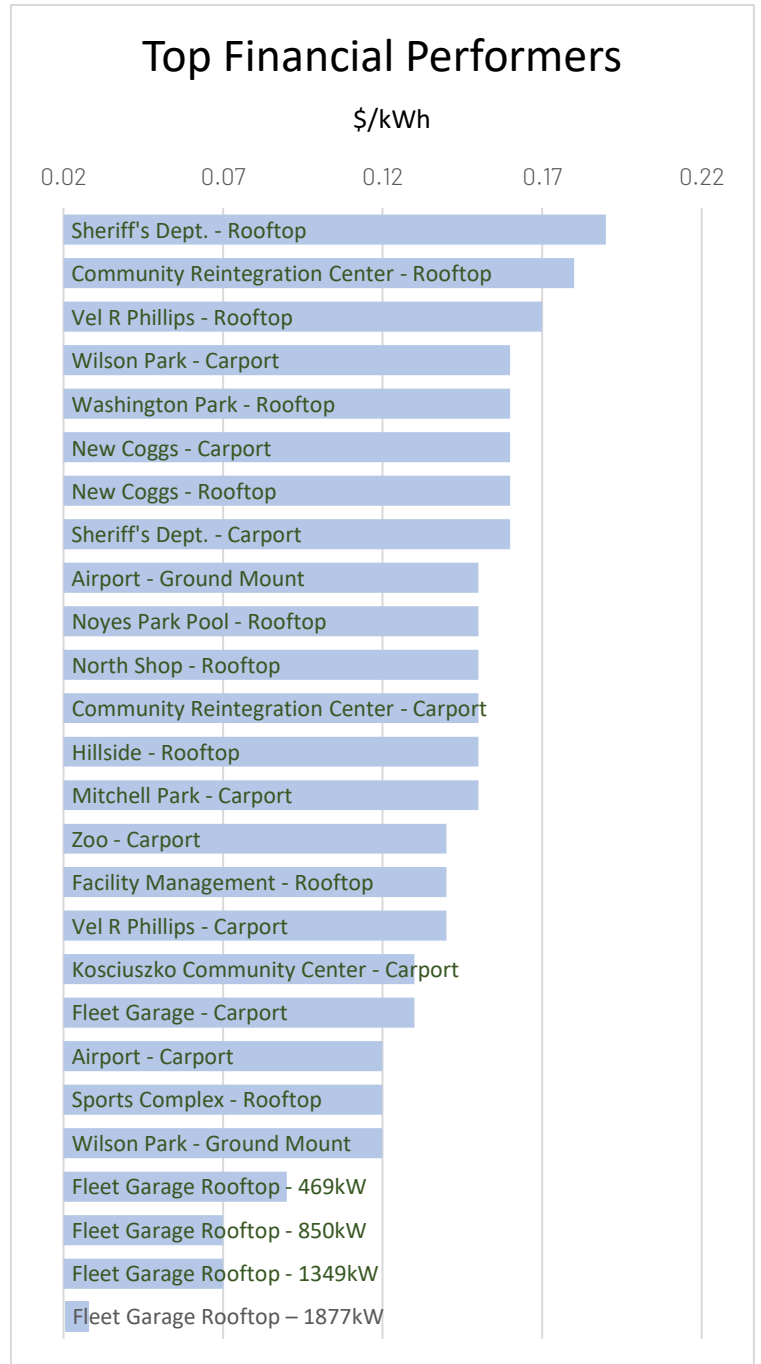 Top Financial Performers
$/kWh
0.02 0.07 0.12 0.17 0.22
Sheriff's Dept. - Rooftop
Community Reintegration Center - Rooftop
Vel R Phillips - Rooftop
Wilson Park - Carport
Washington Park - Rooftop
New Coggs - Carport
New Coggs - Rooftop
Sheriff's Dept. - Carport
Airport - Ground Mount
Noyes Park Pool - Rooftop
North Shop - Rooftop
Community Reintegration Center - Carport
Hillside - Rooftop
Mitchell Park - Carport
Zoo - Carport
Facility Management - Rooftop
Vel R Phillips - Carport
Kosciuszko Community Center - Carport
Fleet Garage - Carport
Airport - Carport
Sports Complex - Rooftop
Wilson Park - Ground Mount
Fleet Garage Rooftop - 469kW
Fleet Garage Rooftop - 850kW
Fleet Garage Rooftop - 1349kW
Fleet Garage Rooftop – 1877kW